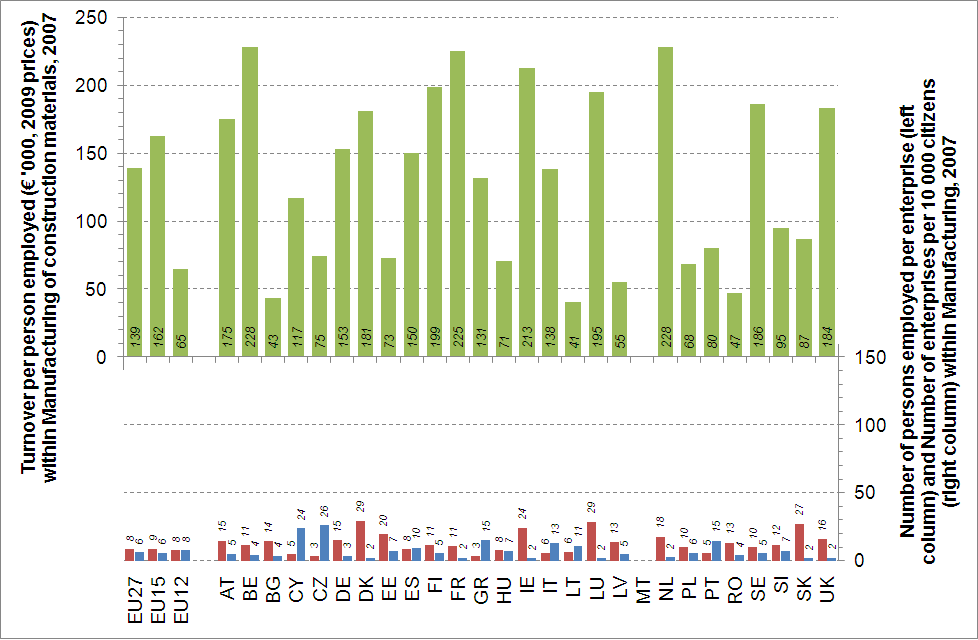 Turnover per person employed (€ '000, 2009 prices)
within Manufacturing of construction materials, 2007
250
200
150
100
50
0
139 162 65 175 228 43 117 75 153 181 73 150 199 225 131 71 213 138 41 195 55 228 68 80 47 186 95 87 184
150
100
50
0
8 6 9 6 8 8 15 5 11 4 14 4 5 24 3 26 15 3 29 2 20 7 8 10 11 5 11 2 3 15 8 7 24 2 6 13 6 11 29 2 13 5 18 2 10 6 5 15 13 4 10 5 12 7 27 2 16 2
EU27 EU15 EU12 AT BE BG CY CZ DE DK EE ES FI FR GR HU IE IT LT LU LV MT NL PL PT RO SE SI SK UK
Number of persons employed per enterprise (left
column) and Number of enterprises per 10 000 citizens
(right column) within Manufacturing, 2007